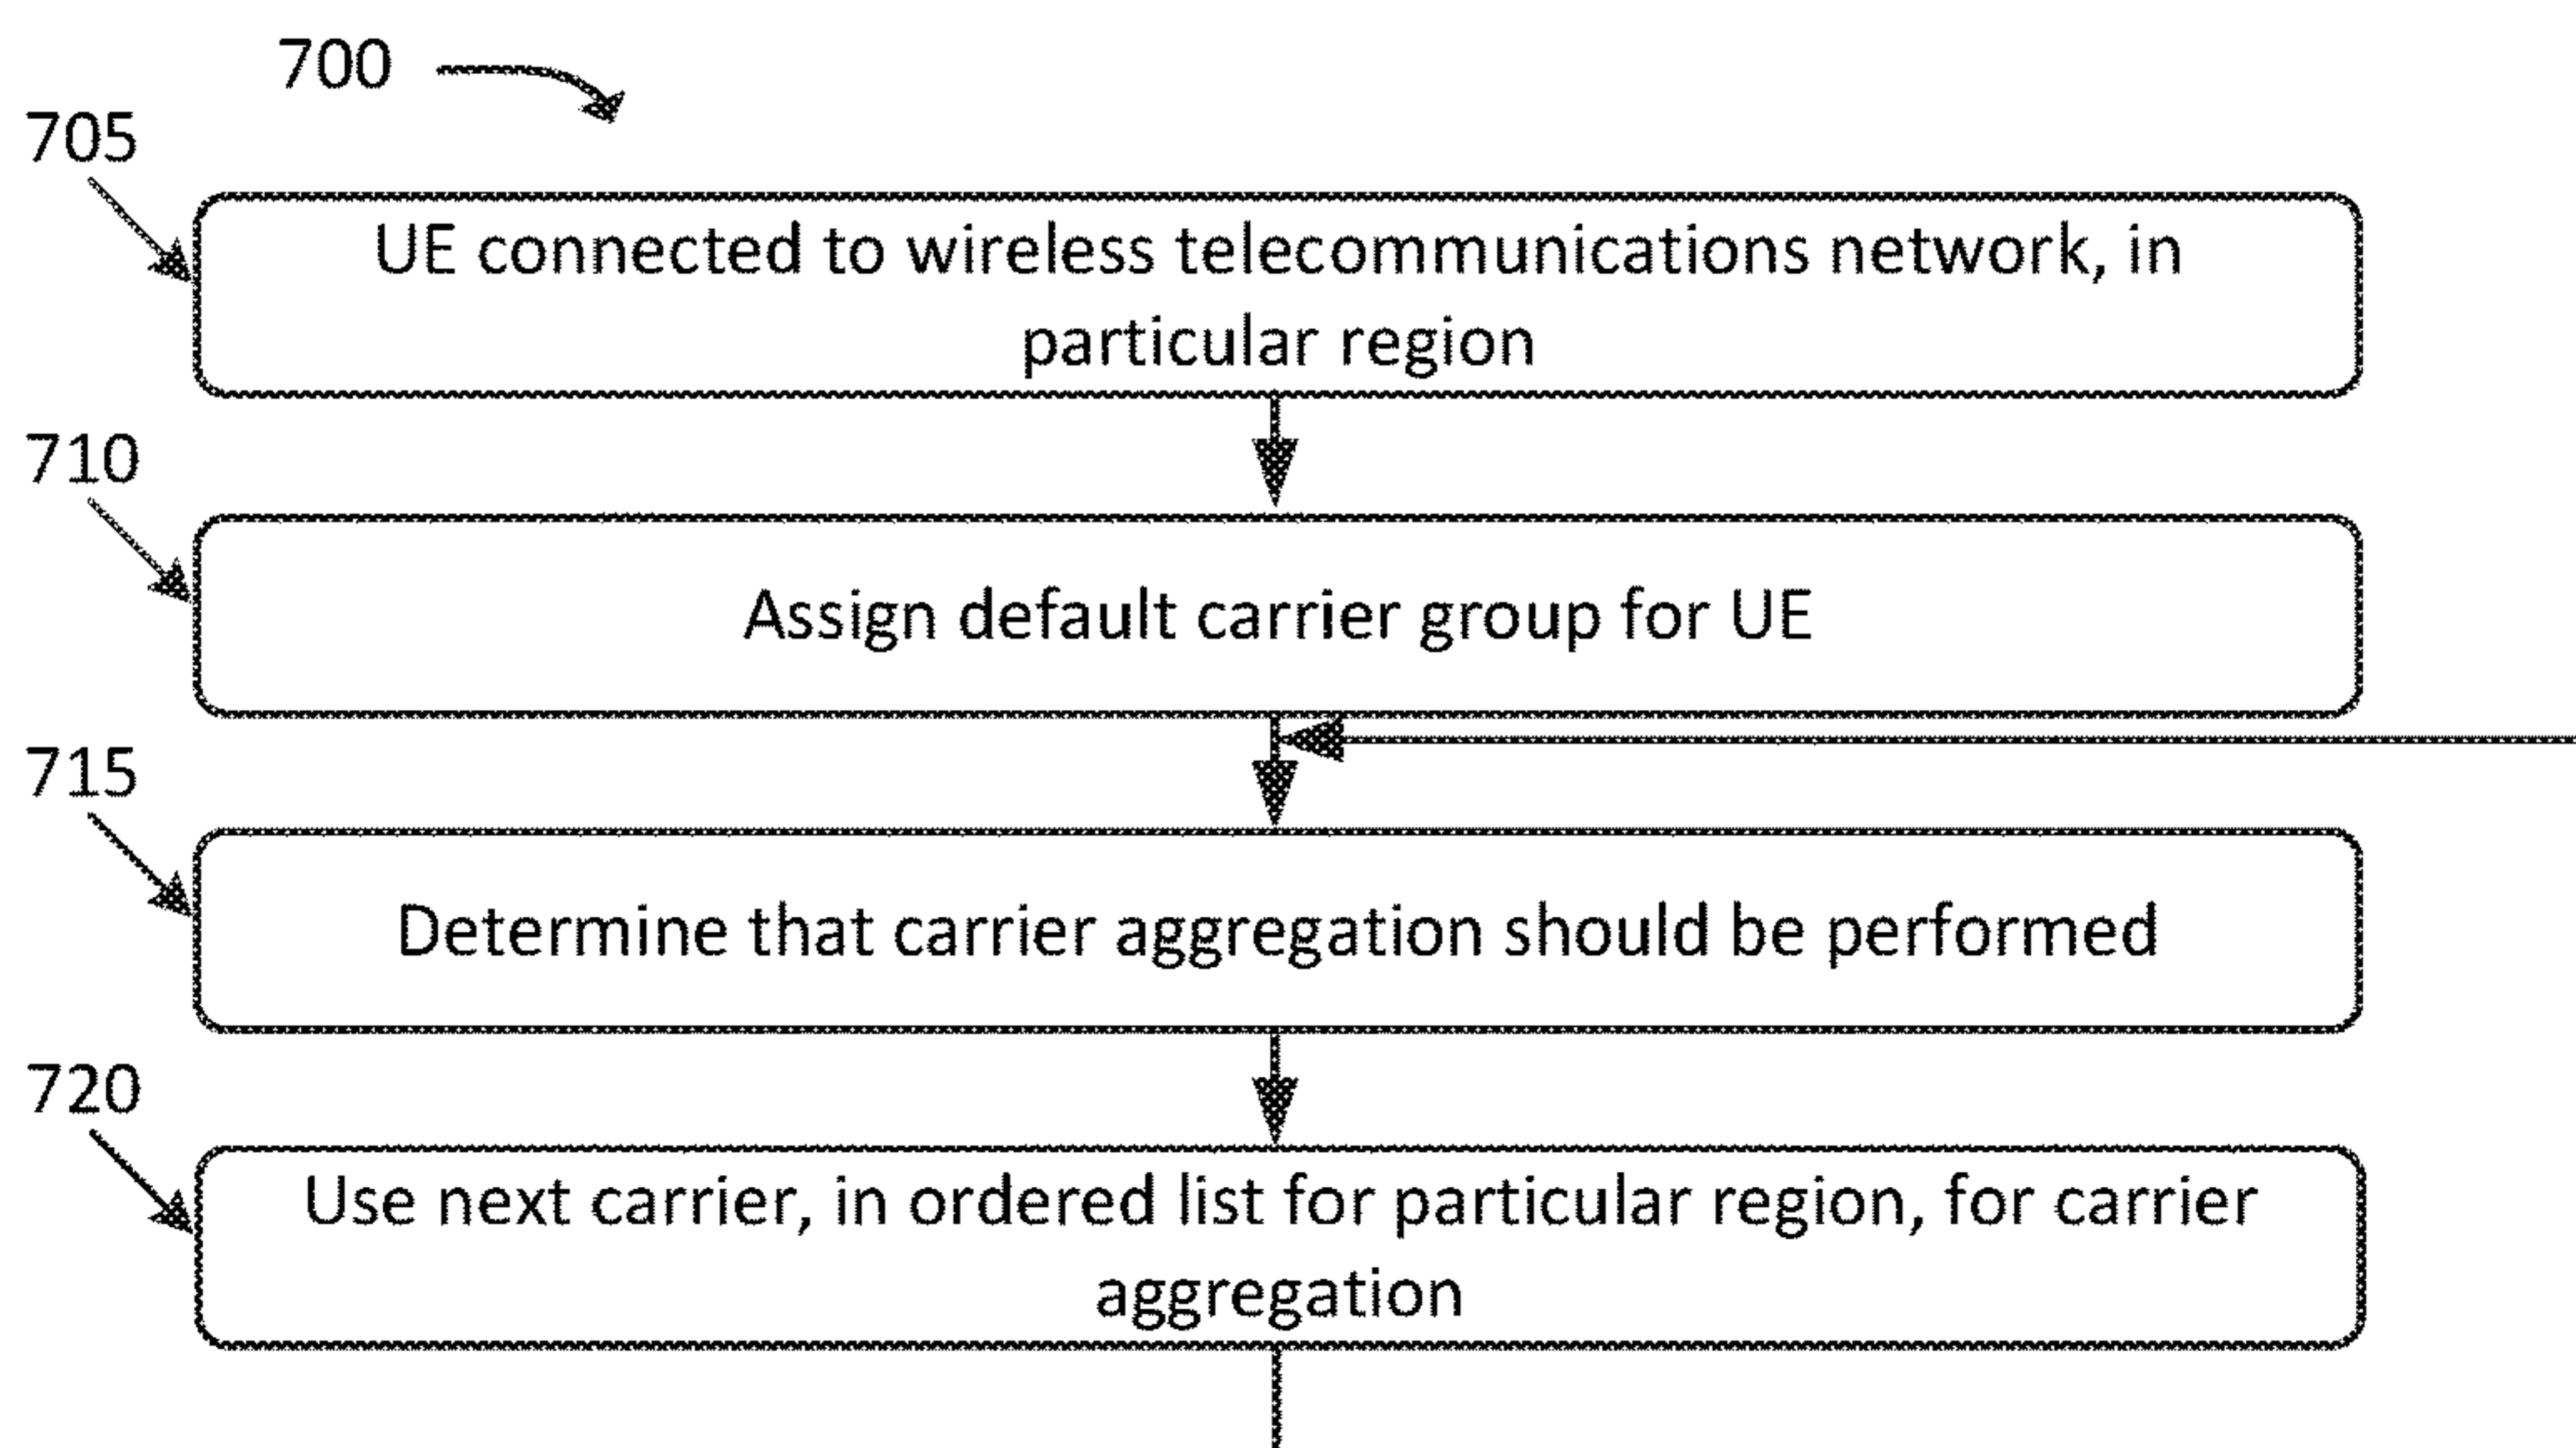 700
705
UE connected to wireless telecommunications network, in
particular region
710
Assign default carrier group for UE
715
Determine that carrier aggregation should be performed
720
Use next carrier, in ordered list for particular region, for carrier
aggregation